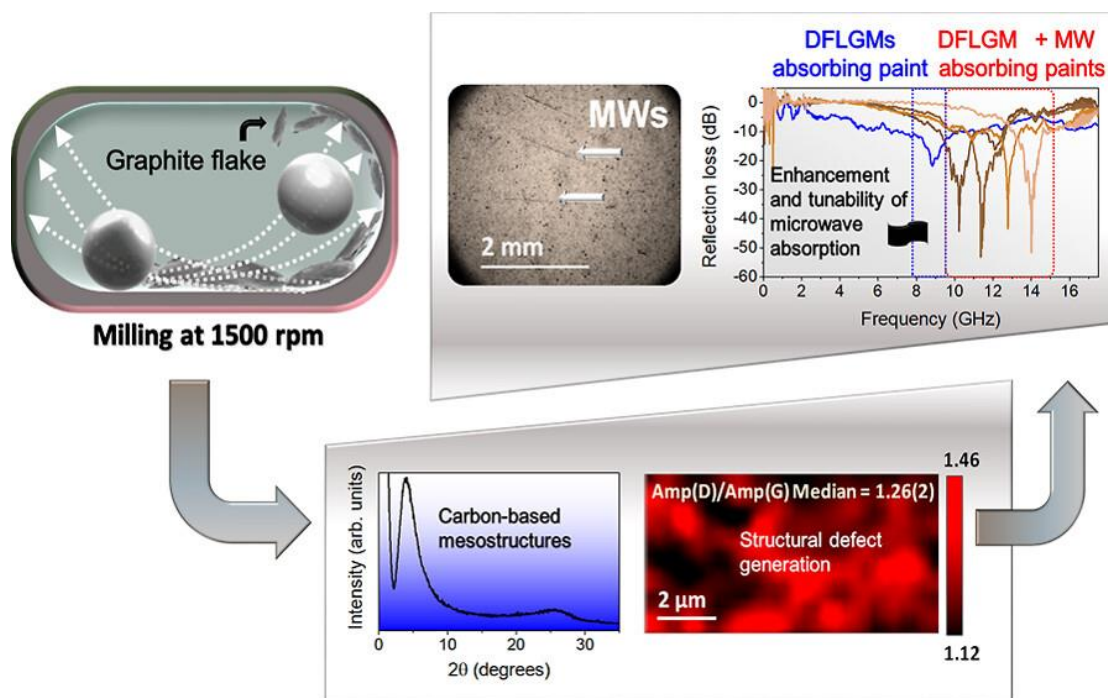 Graphite flake
Milling at 1500 rpm
MWs
2 mm
DFLGMs
absorbing paint
DFLGM + MW
absorbing paints
Reflection loss (dB)
0
-10
-20
-30
-40
-50
-60
Enhancement
and tunability of
microwave
absorption
0 2 4 6 8 10 12 14 16
Frequency (GHz)
Intensity (arb. units)
Carbon-based
mesostructures
0 10 20 30
2θ (degrees)
Amp(D)/Amp(G) Median = 1.26(2)
Structural defect
generation
2 µm
1.46
1.12